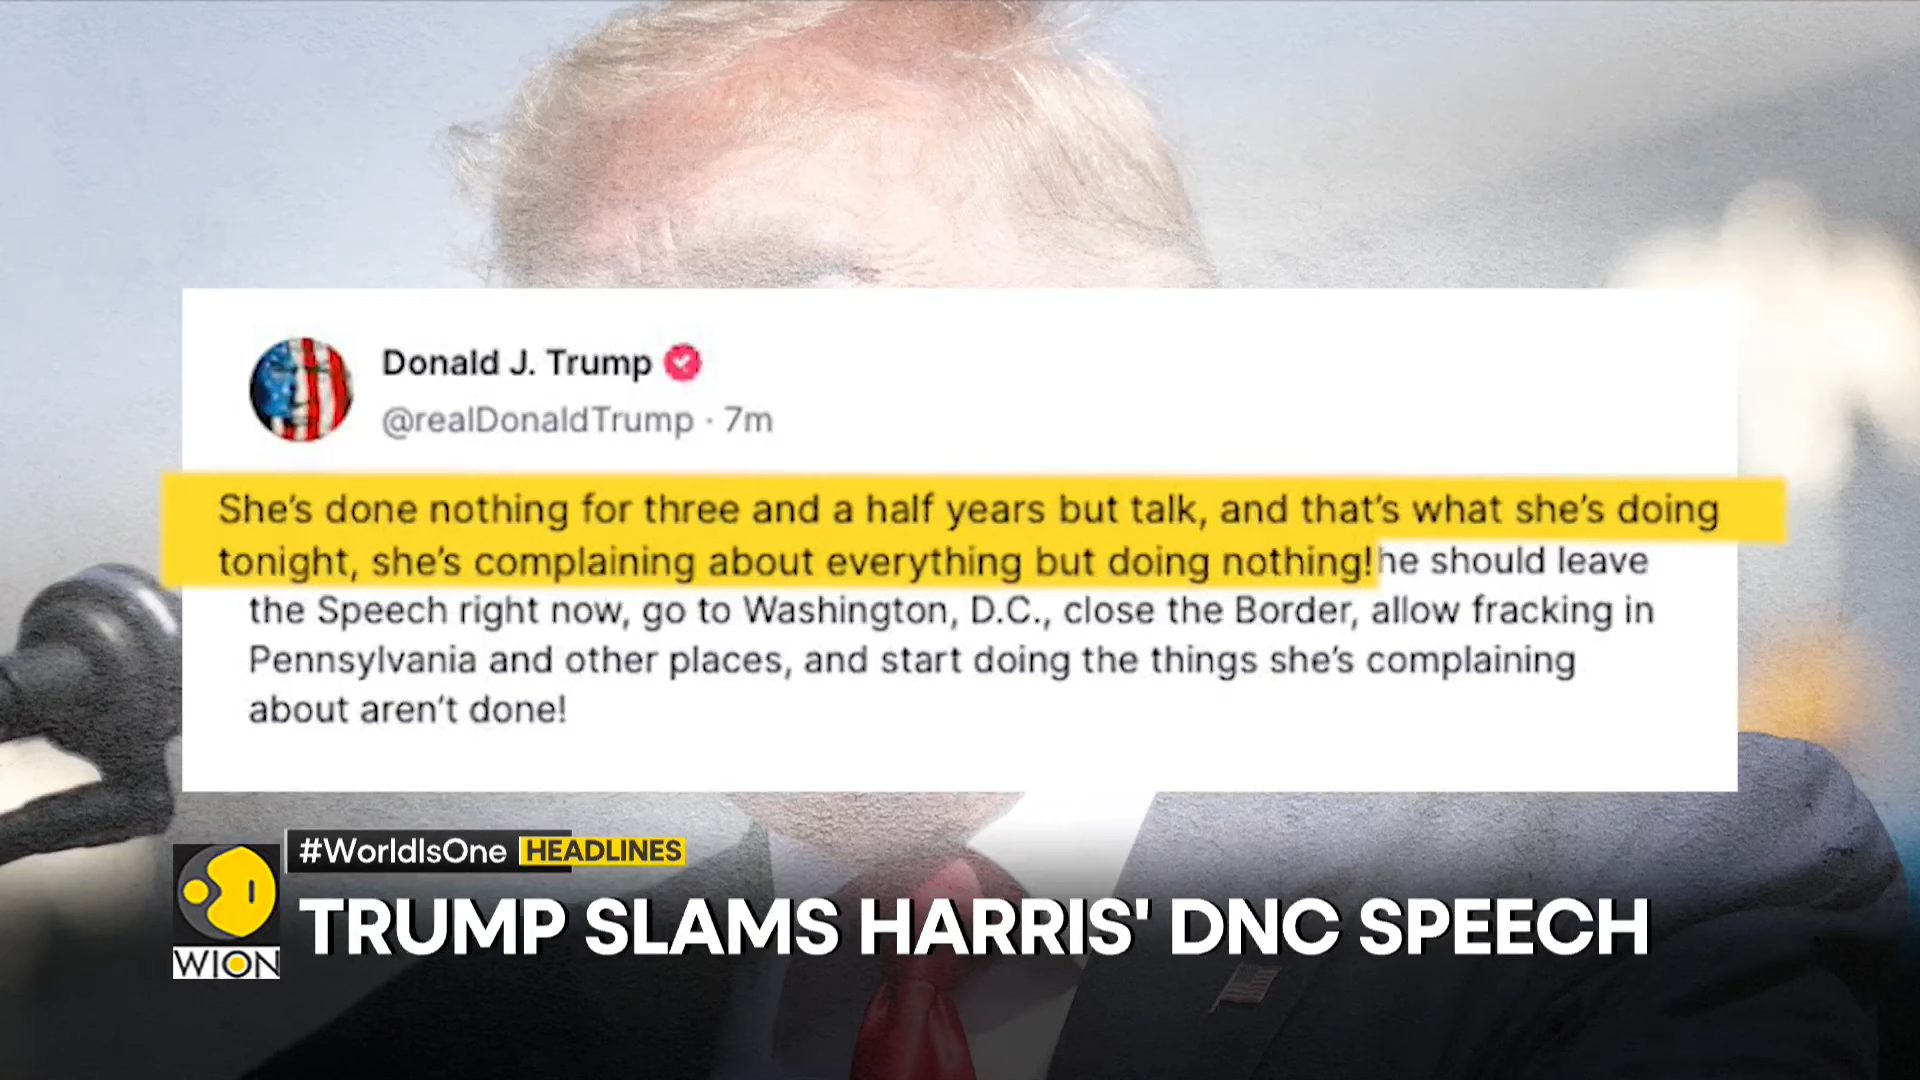 Donald J. Trump
@realDonaldTrump · 7m
She's done nothing for three and a half years but talk, and that's what she's doing
tonight, she's complaining about everything but doing nothing!he should leave
the Speech right now, go to Washington, D.C., close the Border, allow fracking in
Pennsylvania and other places, and start doing the things she's complaining
about aren't done!
#WorldIsOne HEADLINES
TRUMP SLAMS HARRIS' DNC SPEECH
WION